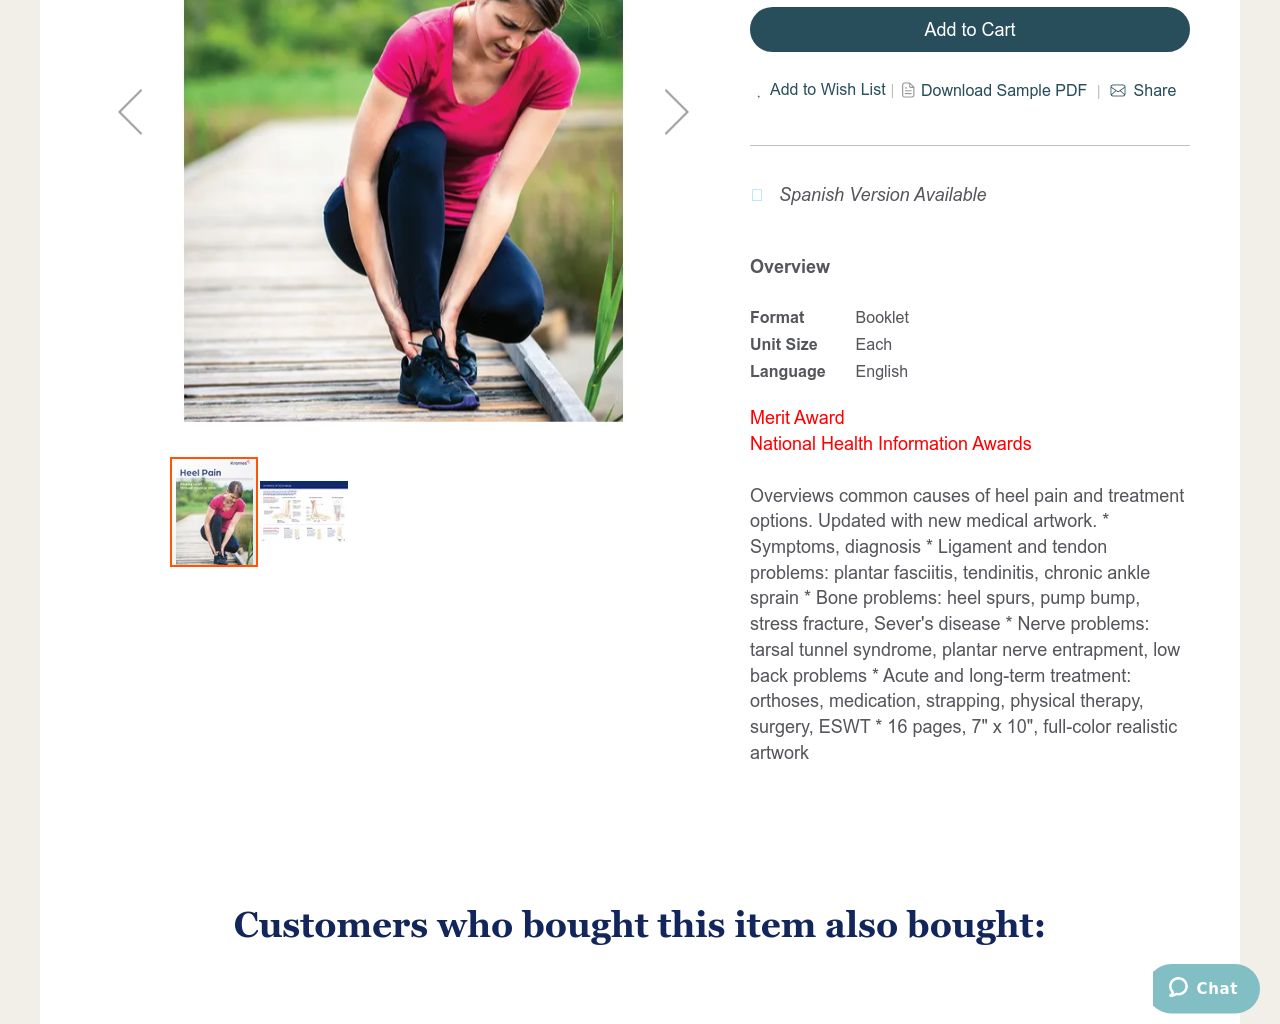 Add to Cart
Add to Wish List | Download Sample PDF | Share
Spanish Version Available
Overview
Format Booklet
Unit Size Each
Language English
Merit Award
National Health Information Awards
Heel Pain
Overviews common causes of heel pain and treatment
options. Updated with new medical artwork. *
Symptoms, diagnosis * Ligament and tendon
problems: plantar fasciitis, tendinitis, chronic ankle
sprain * Bone problems: heel spurs, pump bump,
stress fracture, Sever's disease * Nerve problems:
tarsal tunnel syndrome, plantar nerve entrapment, low
back problems * Acute and long-term treatment:
orthoses, medication, strapping, physical therapy,
surgery, ESWT * 16 pages, 7" x 10", full-color realistic
artwork
Customers who bought this item also bought:
Chat